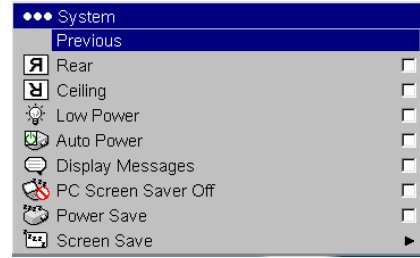 System
Previous
Rear
Ceiling
Low Power
Auto Power
Display Messages
PC Screen Saver Off
Power Save
Screen Save